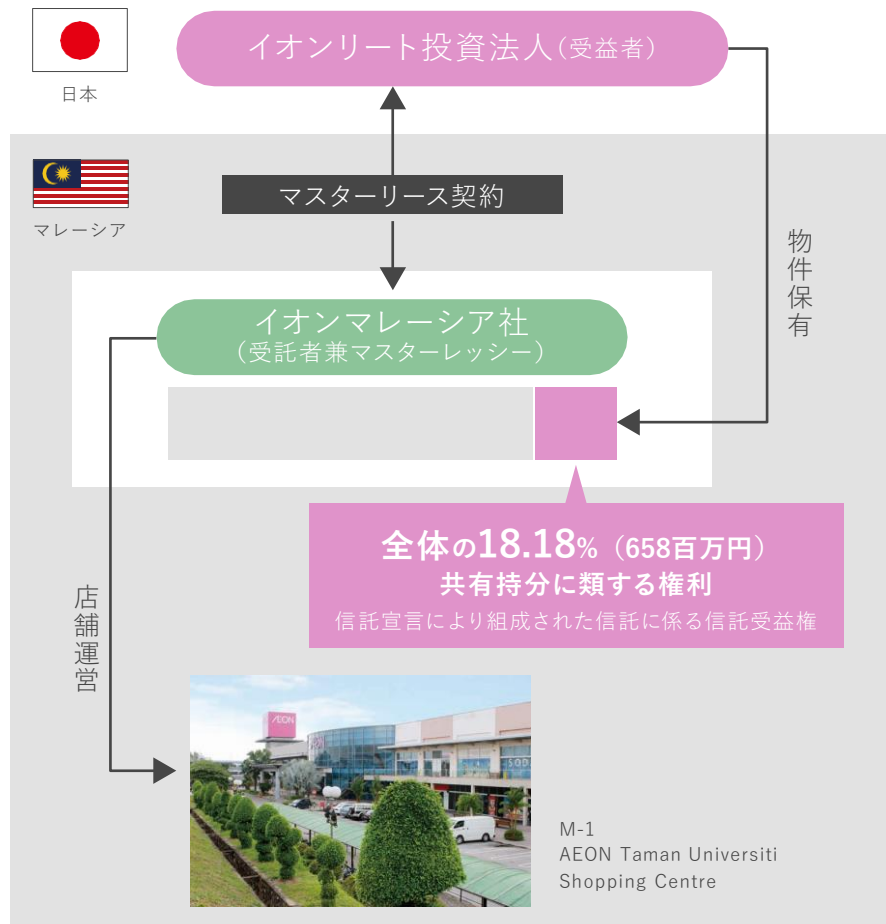 イオンリート投資法人（受益者）
日本
マレーシア
マスターリース契約
物件保有
イオンマレーシア社
（受託者兼マスターレッシー）
全体の18.18%（658百万円）
共有持分に類する権利
信託宣言により組成された信託に係る信託受益権
店舗運営
AEON
M-1
AEON Taman Universiti
Shopping Centre